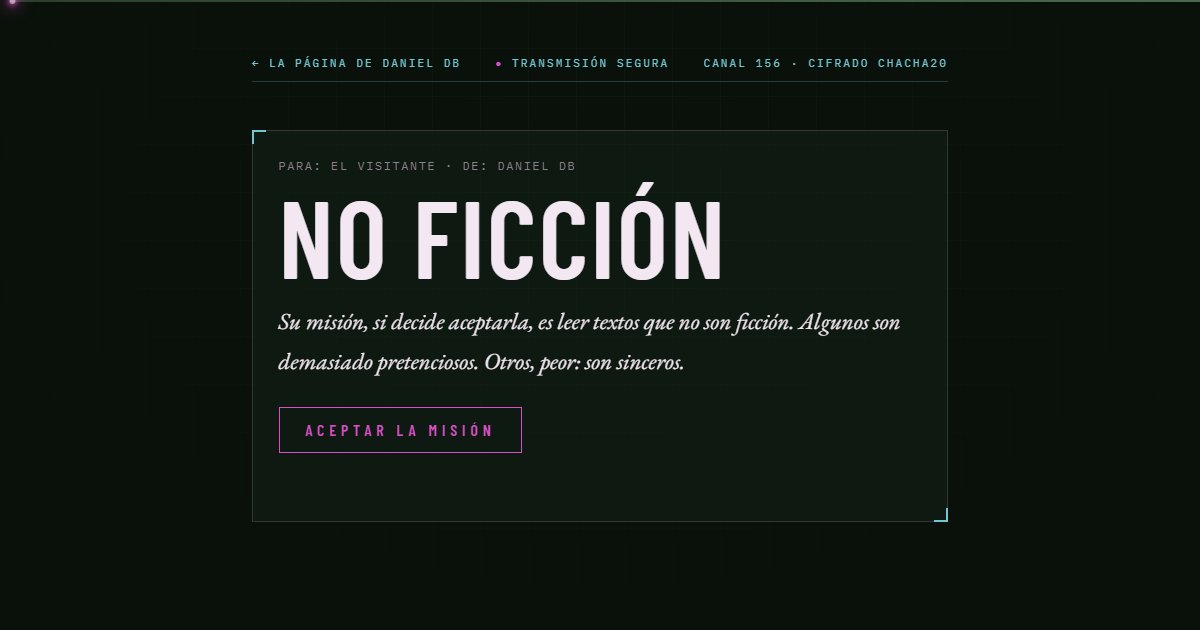 ← LA PÁGINA DE DANIEL DB
● TRANSMISIÓN SEGURA
CANAL 156 · CIFRADO CHACHA20
PARA: EL VISITANTE · DE: DANIEL DB
NO FICCIÓN
Su misión, si decide aceptarla, es leer textos que no son ficción. Algunos son
demasiado pretenciosos. Otros, peor: son sinceros.
ACEPTAR LA MISIÓN